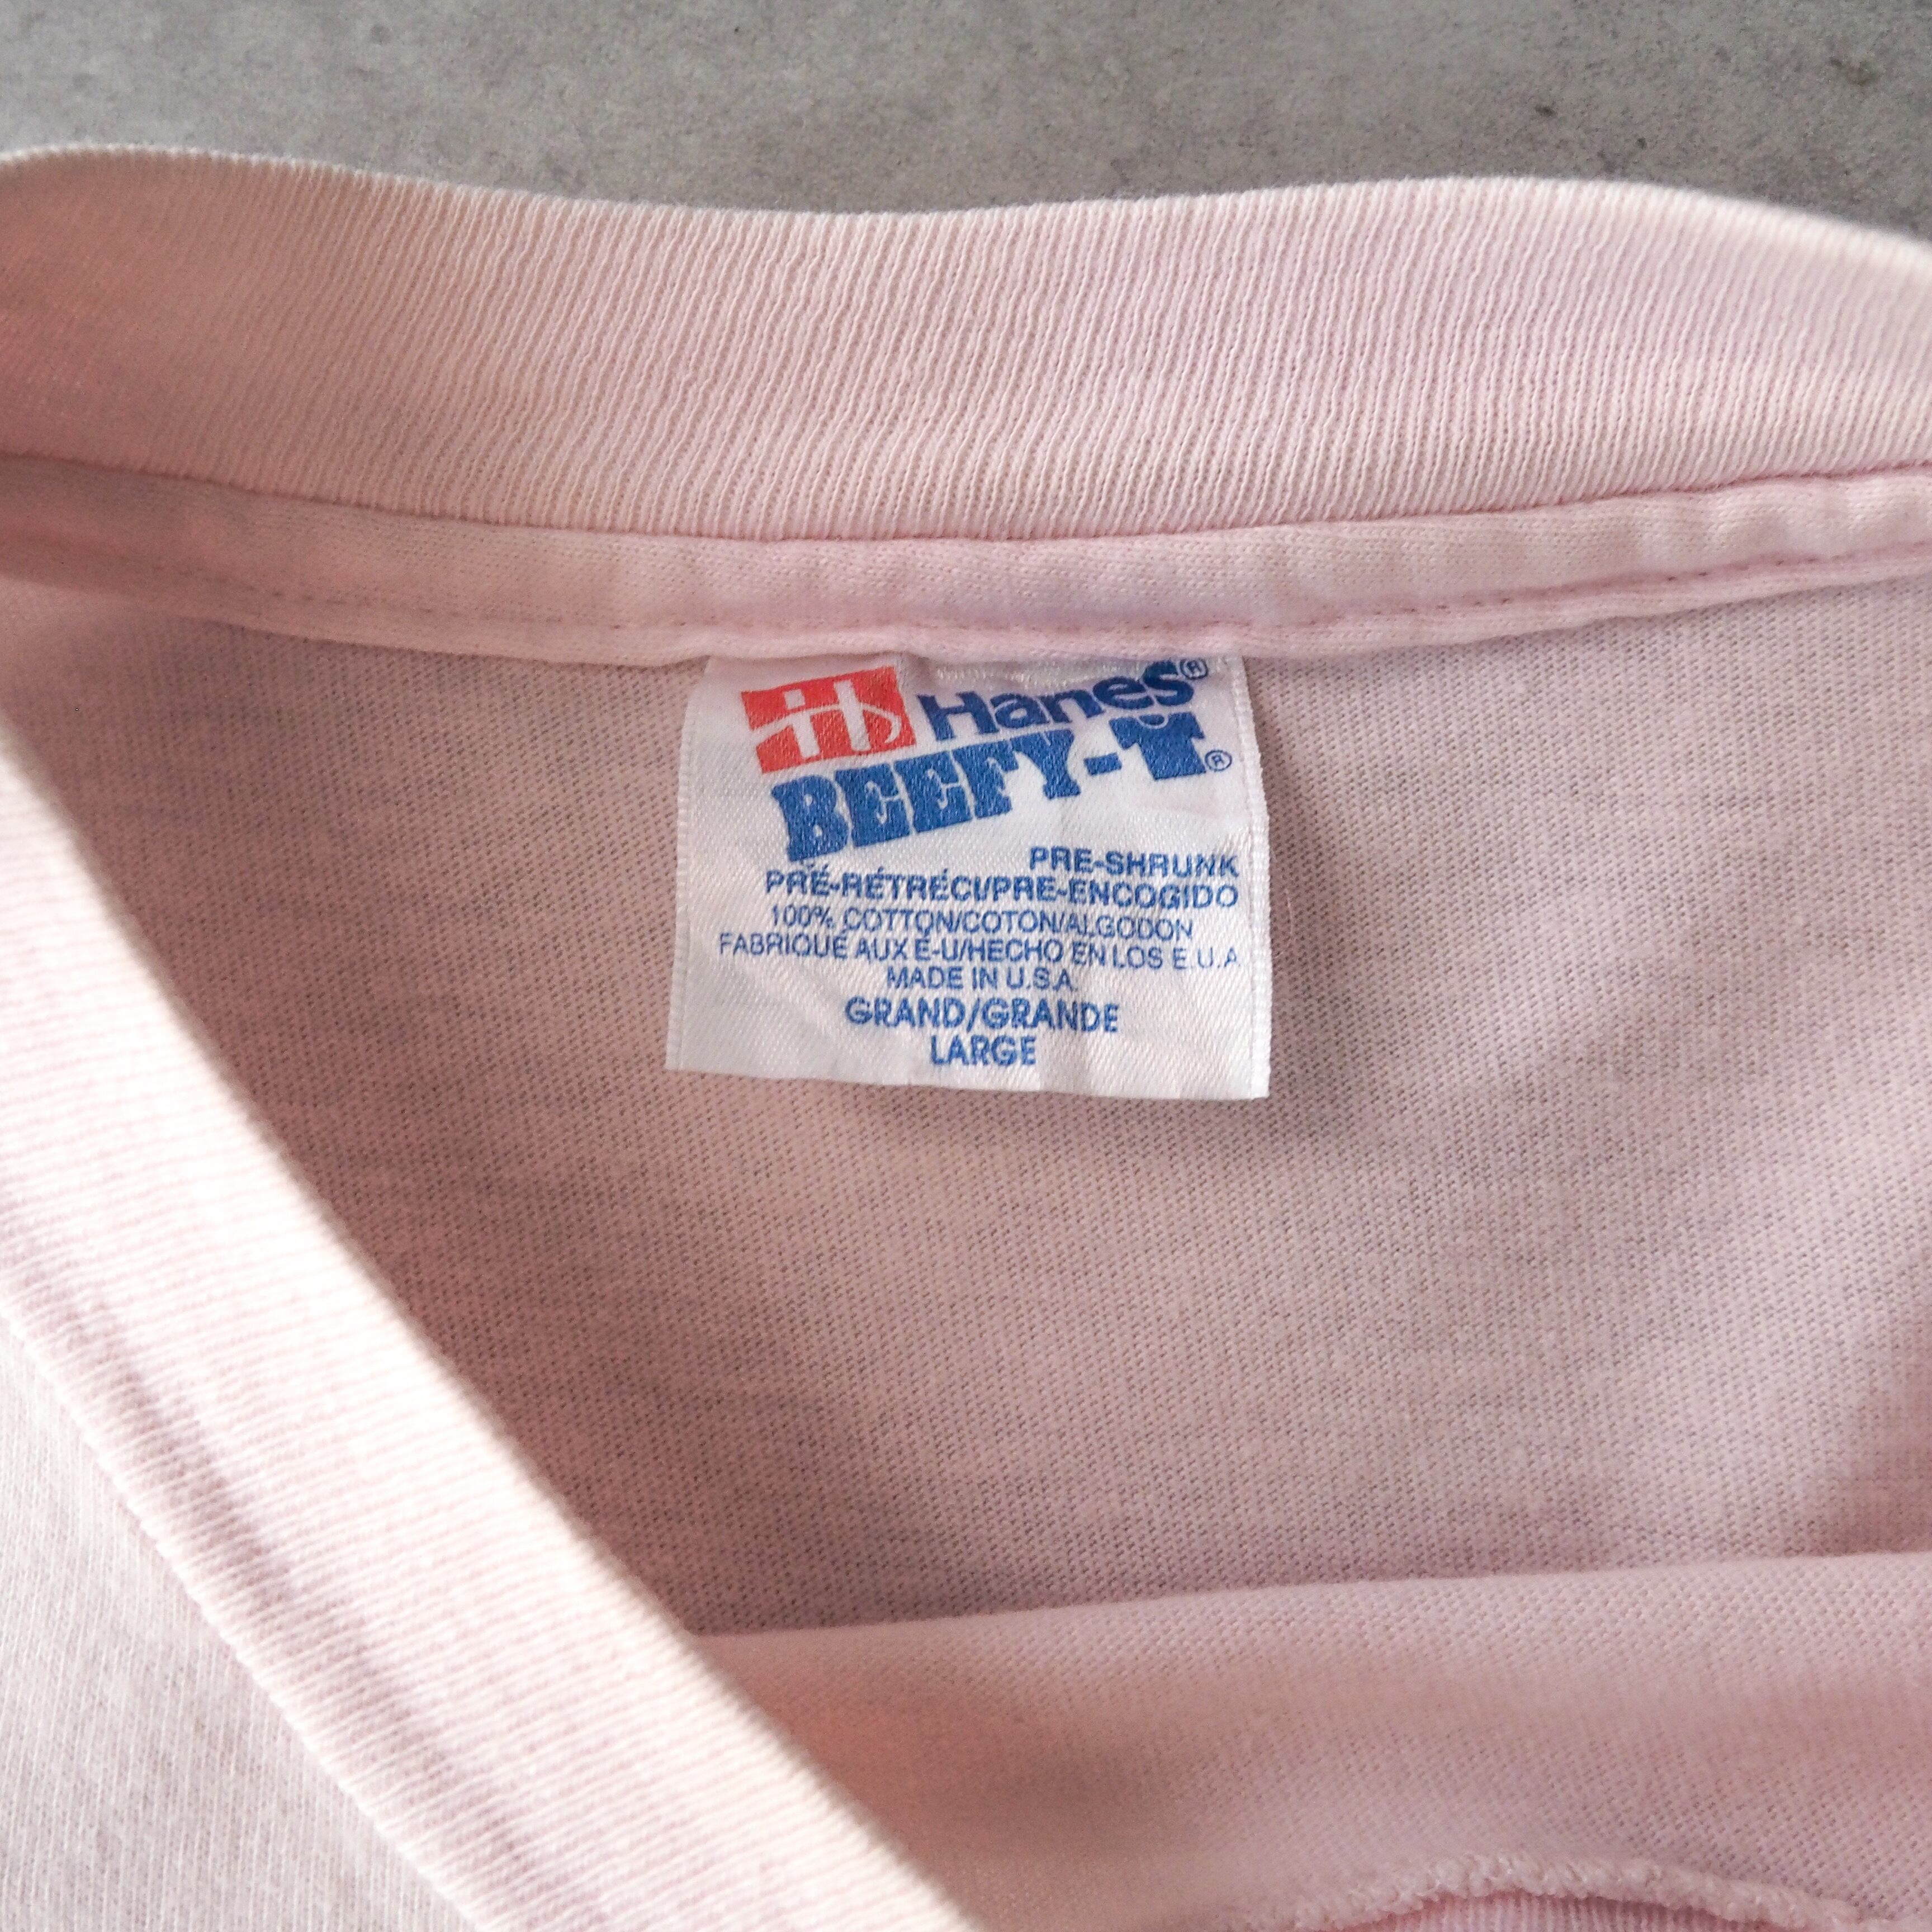 Hanes®
BEEFY-T®
PRE-SHRUNK
PRÉ-RÉTRÉCI/PRE-ENCOGIDO
100% COTTON/COTON/ALGODON
FABRIQUÉ AUX É-U/HECHO EN LOS E.U.A
MADE IN U.S.A.
GRAND/GRANDE
LARGE